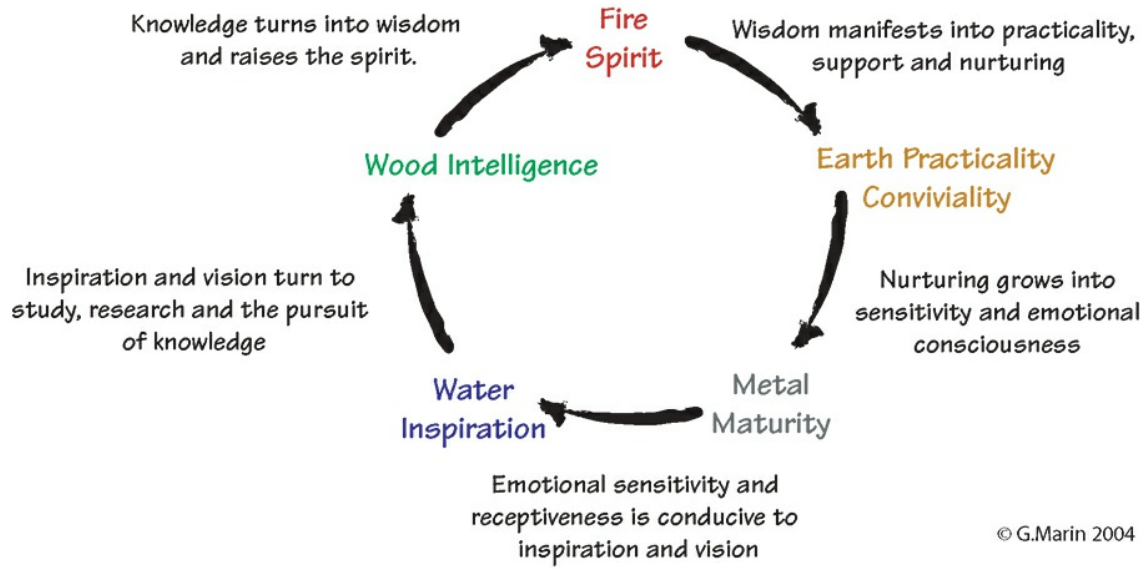 Fire
Spirit
Wisdom manifests into practicality,
support and nurturing
Earth Practicality
Conviviality
Nurturing grows into
sensitivity and emotional
consciousness
Metal
Maturity
Emotional sensitivity and
receptiveness is conducive to
inspiration and vision
Water
Inspiration
Inspiration and vision turn to
study, research and the pursuit
of knowledge
Wood Intelligence
Knowledge turns into wisdom
and raises the spirit.
© G.Marin 2004